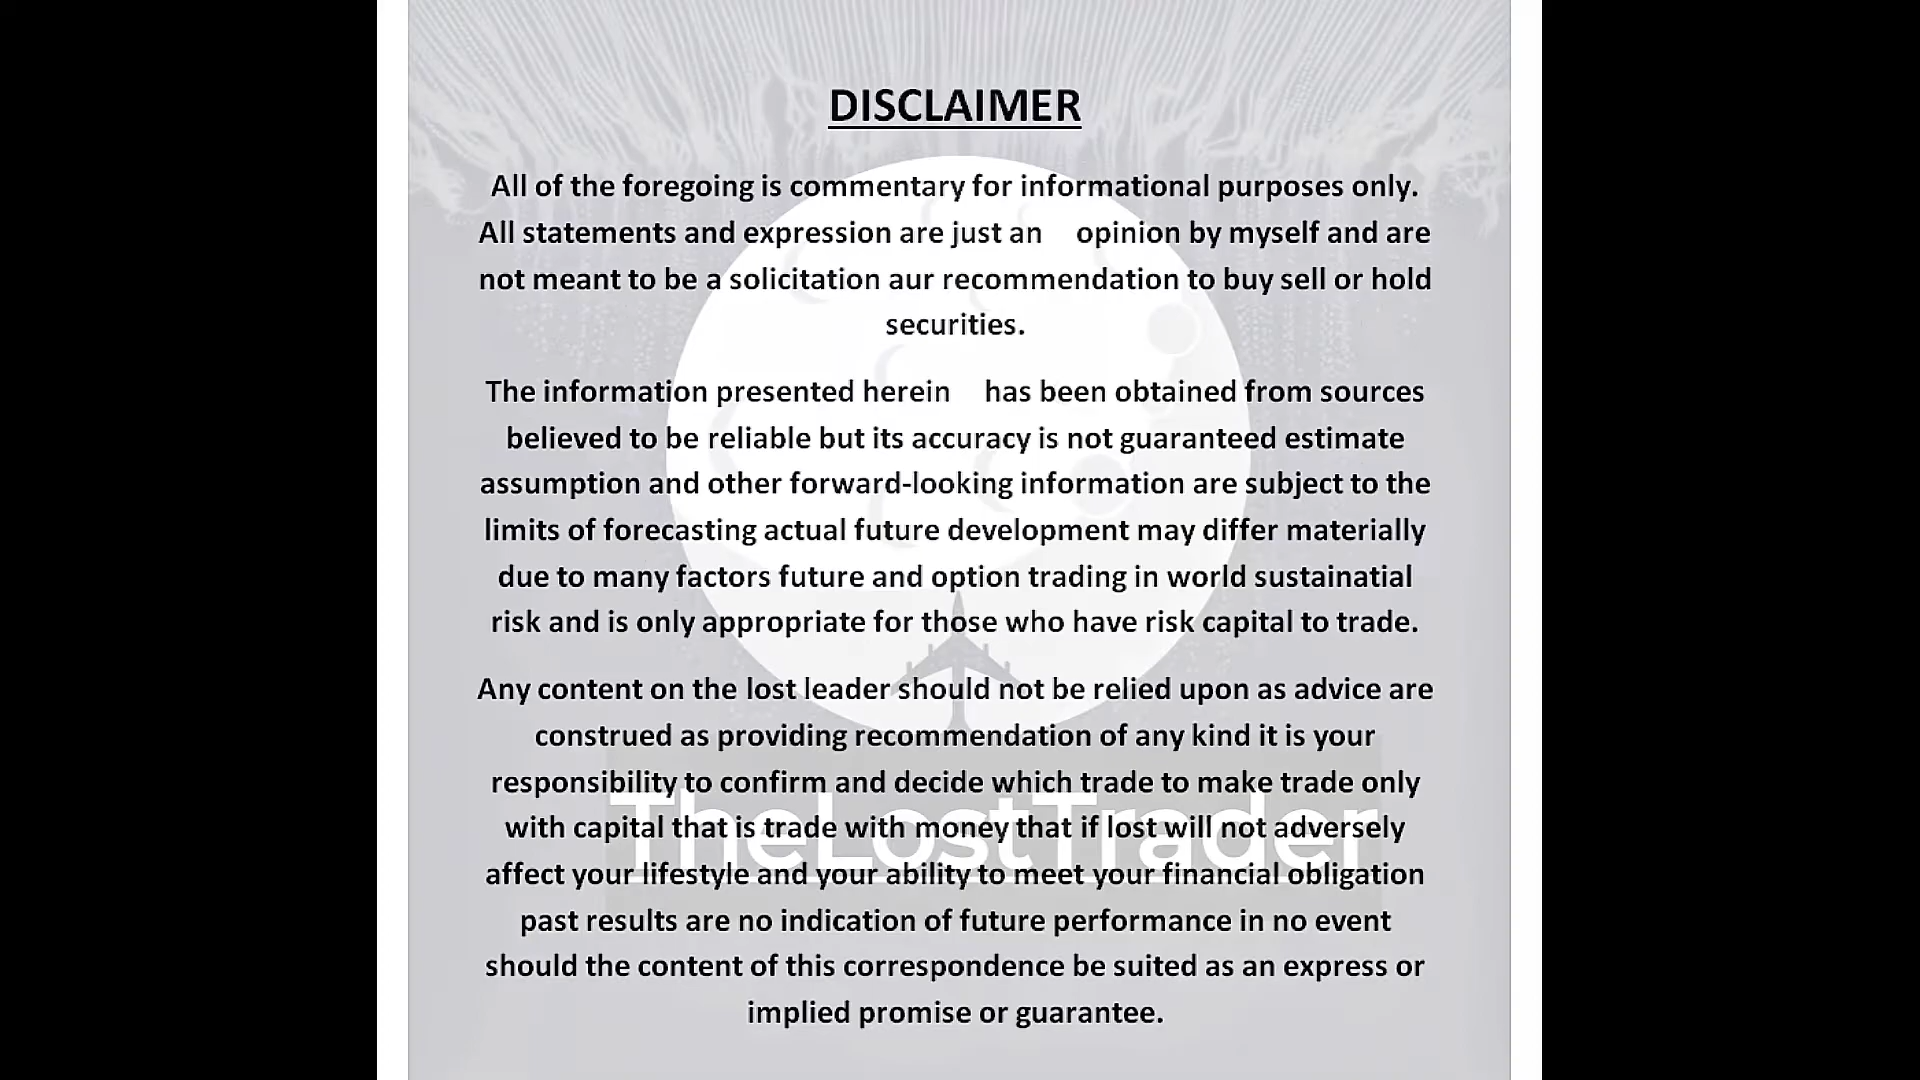 DISCLAIMER
All of the foregoing is commentary for informational purposes only.
All statements and expression are just an opinion by myself and are
not meant to be a solicitation aur recommendation to buy sell or hold
securities.
The information presented herein has been obtained from sources
believed to be reliable but its accuracy is not guaranteed estimate
assumption and other forward-looking information are subject to the
limits of forecasting actual future development may differ materially
due to many factors future and option trading in world sustainatial
risk and is only appropriate for those who have risk capital to trade.
Any content on the lost leader should not be relied upon as advice are
construed as providing recommendation of any kind it is your
responsibility to confirm and decide which trade to make trade only
with capital that is trade with money that if lost will not adversely
TheLostTrader
affect your lifestyle and your ability to meet your financial obligation
past results are no indication of future performance in no event
should the content of this correspondence be suited as an express or
implied promise or guarantee.